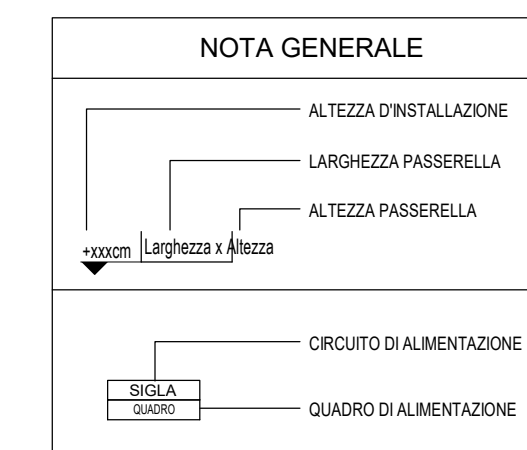 NOTA GENERALE
ALTEZZA D'INSTALLAZIONE
LARGHEZZA PASSERELLA
ALTEZZA PASSERELLA
+xxxcm Larghezza x Altezza
CIRCUITO DI ALIMENTAZIONE
SIGLA
QUADRO QUADRO DI ALIMENTAZIONE